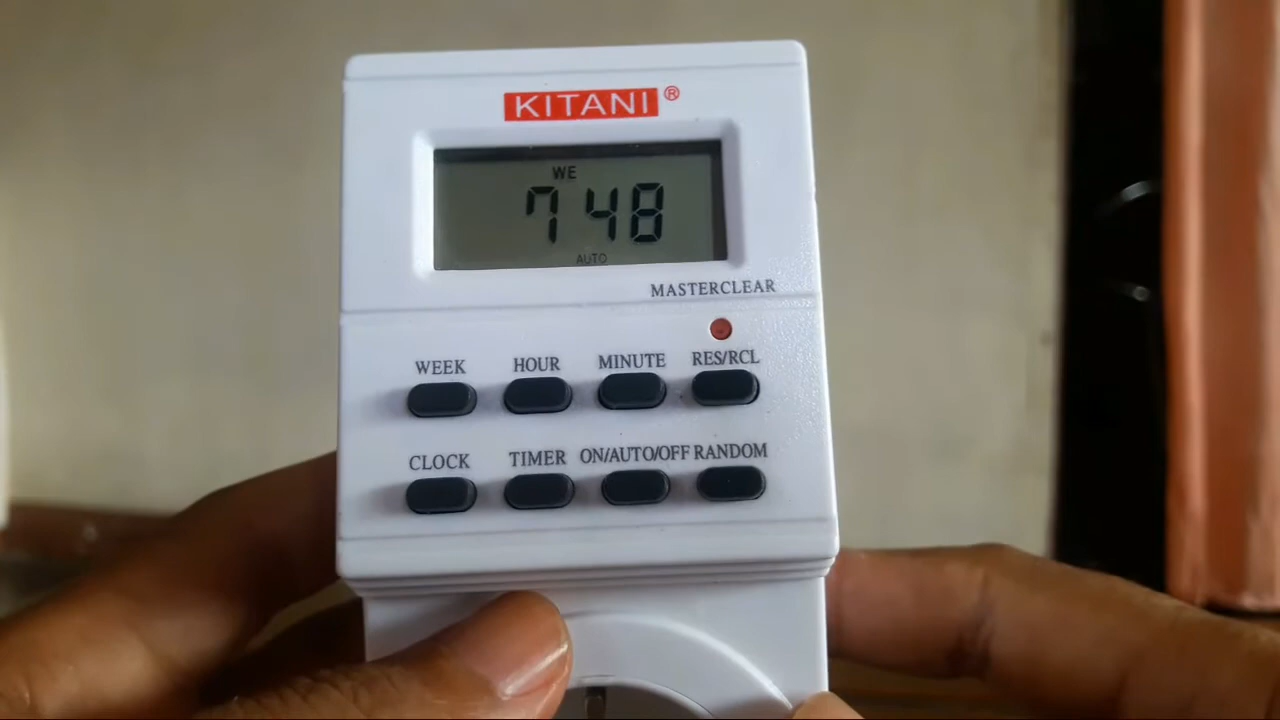 KITANI®
WE
7 48
AUTO
MASTERCLEAR
WEEK HOUR MINUTE RES/RCL
CLOCK TIMER ON/AUTO/OFF RANDOM